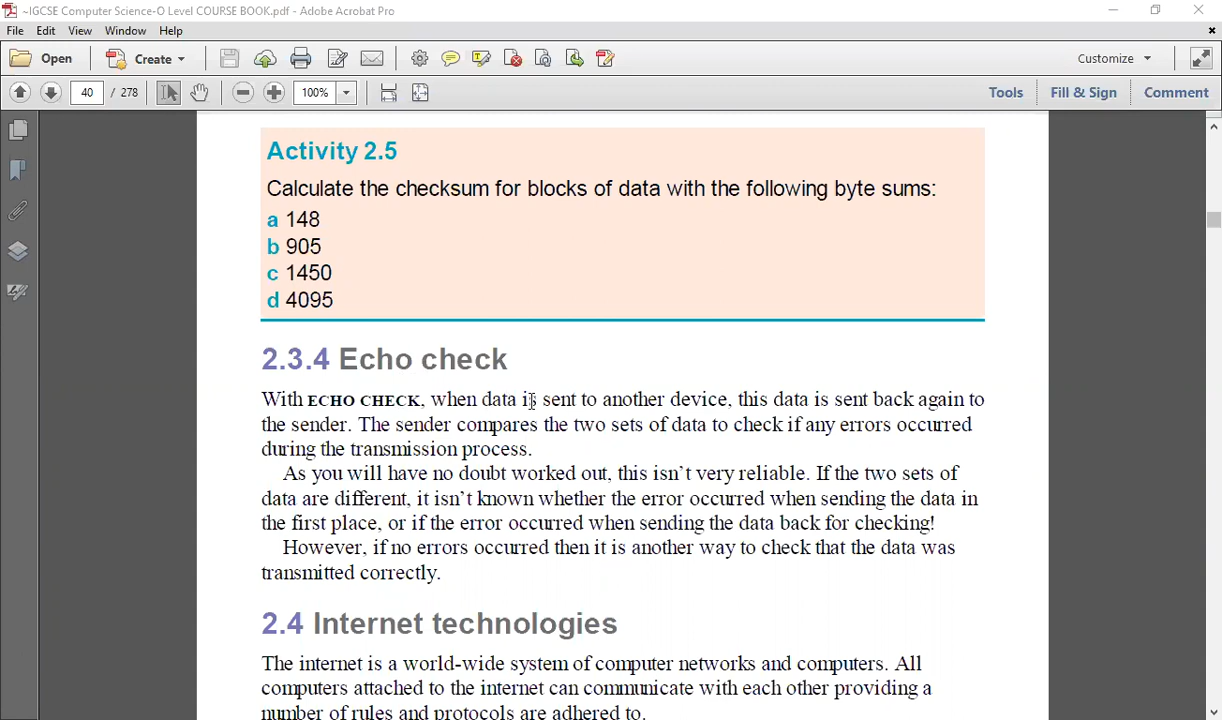 ~IGCSE Computer Science-O Level COURSE BOOK.pdf - Adobe Acrobat Pro
File Edit View Window Help
Open Create Customize
40 / 278 100% Tools Fill & Sign Comment
Activity 2.5
Calculate the checksum for blocks of data with the following byte sums:
a 148
b 905
c 1450
d 4095
2.3.4 Echo check
With ECHO CHECK, when data is sent to another device, this data is sent back again to
the sender. The sender compares the two sets of data to check if any errors occurred
during the transmission process.
As you will have no doubt worked out, this isn't very reliable. If the two sets of
data are different, it isn't known whether the error occurred when sending the data in
the first place, or if the error occurred when sending the data back for checking!
However, if no errors occurred then it is another way to check that the data was
transmitted correctly.
2.4 Internet technologies
The internet is a world-wide system of computer networks and computers. All
computers attached to the internet can communicate with each other providing a
number of rules and protocols are adhered to.